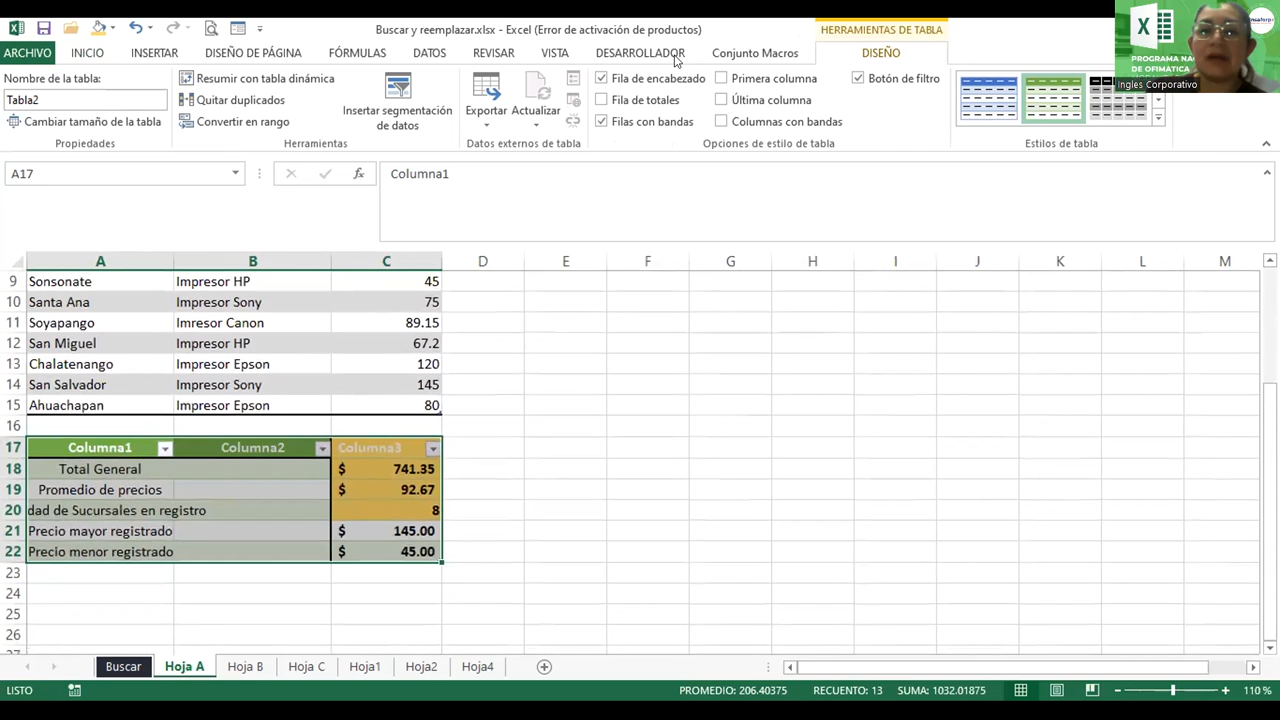 Buscar y reemplazar.xlsx - Excel (Error de activación de productos)
HERRAMIENTAS DE TABLA
ARCHIVO INICIO INSERTAR DISEÑO DE PÁGINA FÓRMULAS DATOS REVISAR VISTA DESARROLLADOR Conjunto Macros DISEÑO
PROGRAMA NAC
DE OFIMÁTICA
Ingles Corporativo
Nombre de la tabla: Resumir con tabla dinámica Fila de encabezado Primera columna Botón de filtro
Tabla2 Quitar duplicados Insertar segmentación de datos Exportar Actualizar Fila de totales Última columna
Cambiar tamaño de la tabla Convertir en rango Filas con bandas Columnas con bandas
Propiedades Herramientas Datos externos de tabla Opciones de estilo de tabla Estilos de tabla
A17 fx Columna1
A B C D E F G H I J K L M
9 Sonsonate Impresor HP 45
10 Santa Ana Impresor Sony 75
11 Soyapango Imresor Canon 89.15
12 San Miguel Impresor HP 67.2
13 Chalatenango Impresor Epson 120
14 San Salvador Impresor Sony 145
15 Ahuachapan Impresor Epson 80
16
17 Columna1 Columna2 Columna3
18 Total General $ 741.35
19 Promedio de precios $ 92.67
20 dad de Sucursales en registro 8
21 Precio mayor registrado $ 145.00
22 Precio menor registrado $ 45.00
23
24
25
26
Buscar Hoja A Hoja B Hoja C Hoja1 Hoja2 Hoja4
LISTO PROMEDIO: 206.40375 RECUENTO: 13 SUMA: 1032.01875 110 %